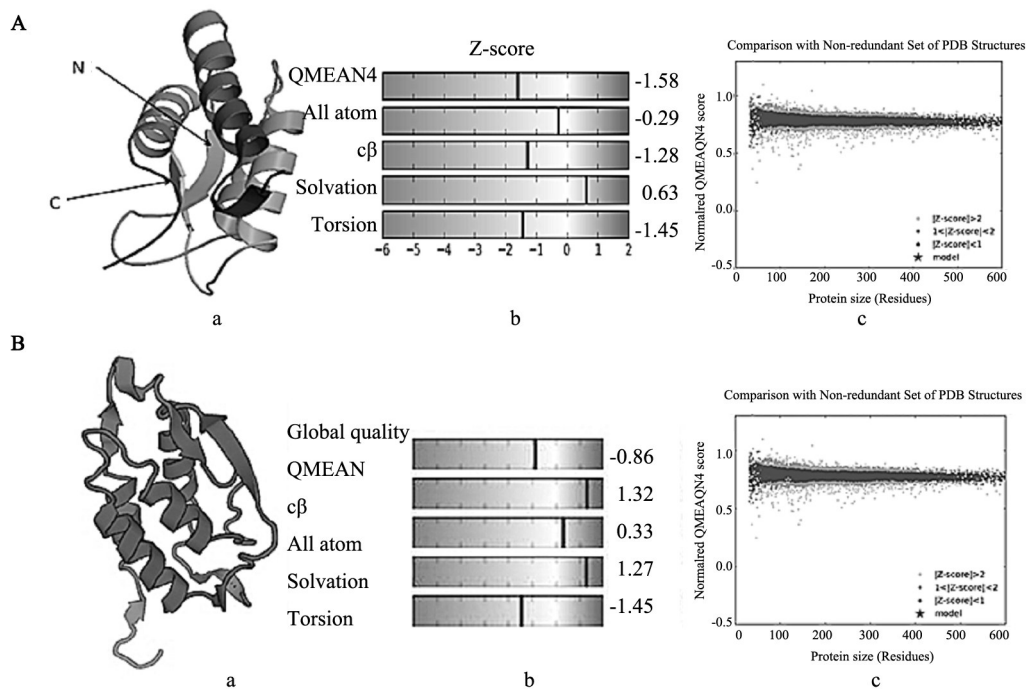 A
N
C
a
Z-score
QMEAN4 -1.58
All atom -0.29
cβ -1.28
Solvation 0.63
Torsion -1.45
-6 -5 -4 -3 -2 -1 0 1 2
b
Comparison with Non-redundant Set of PDB Structures
Normalred QMEAQN4 score
1.0
0.5
0.0
-0.5
|Z-score|>2
1<|Z-score|<2
|Z-score|<1
model
0 100 200 300 400 500 600
Protein size (Residues)
c
B
a
Global quality
QMEAN -0.86
cβ 1.32
All atom 0.33
Solvation 1.27
Torsion -1.45
b
Comparison with Non-redundant Set of PDB Structures
Normalred QMEAQN4 score
1.0
0.5
0.0
-0.5
|Z-score|>2
1<|Z-score|<2
|Z-score|<1
model
0 100 200 300 400 500 600
Protein size (Residues)
c